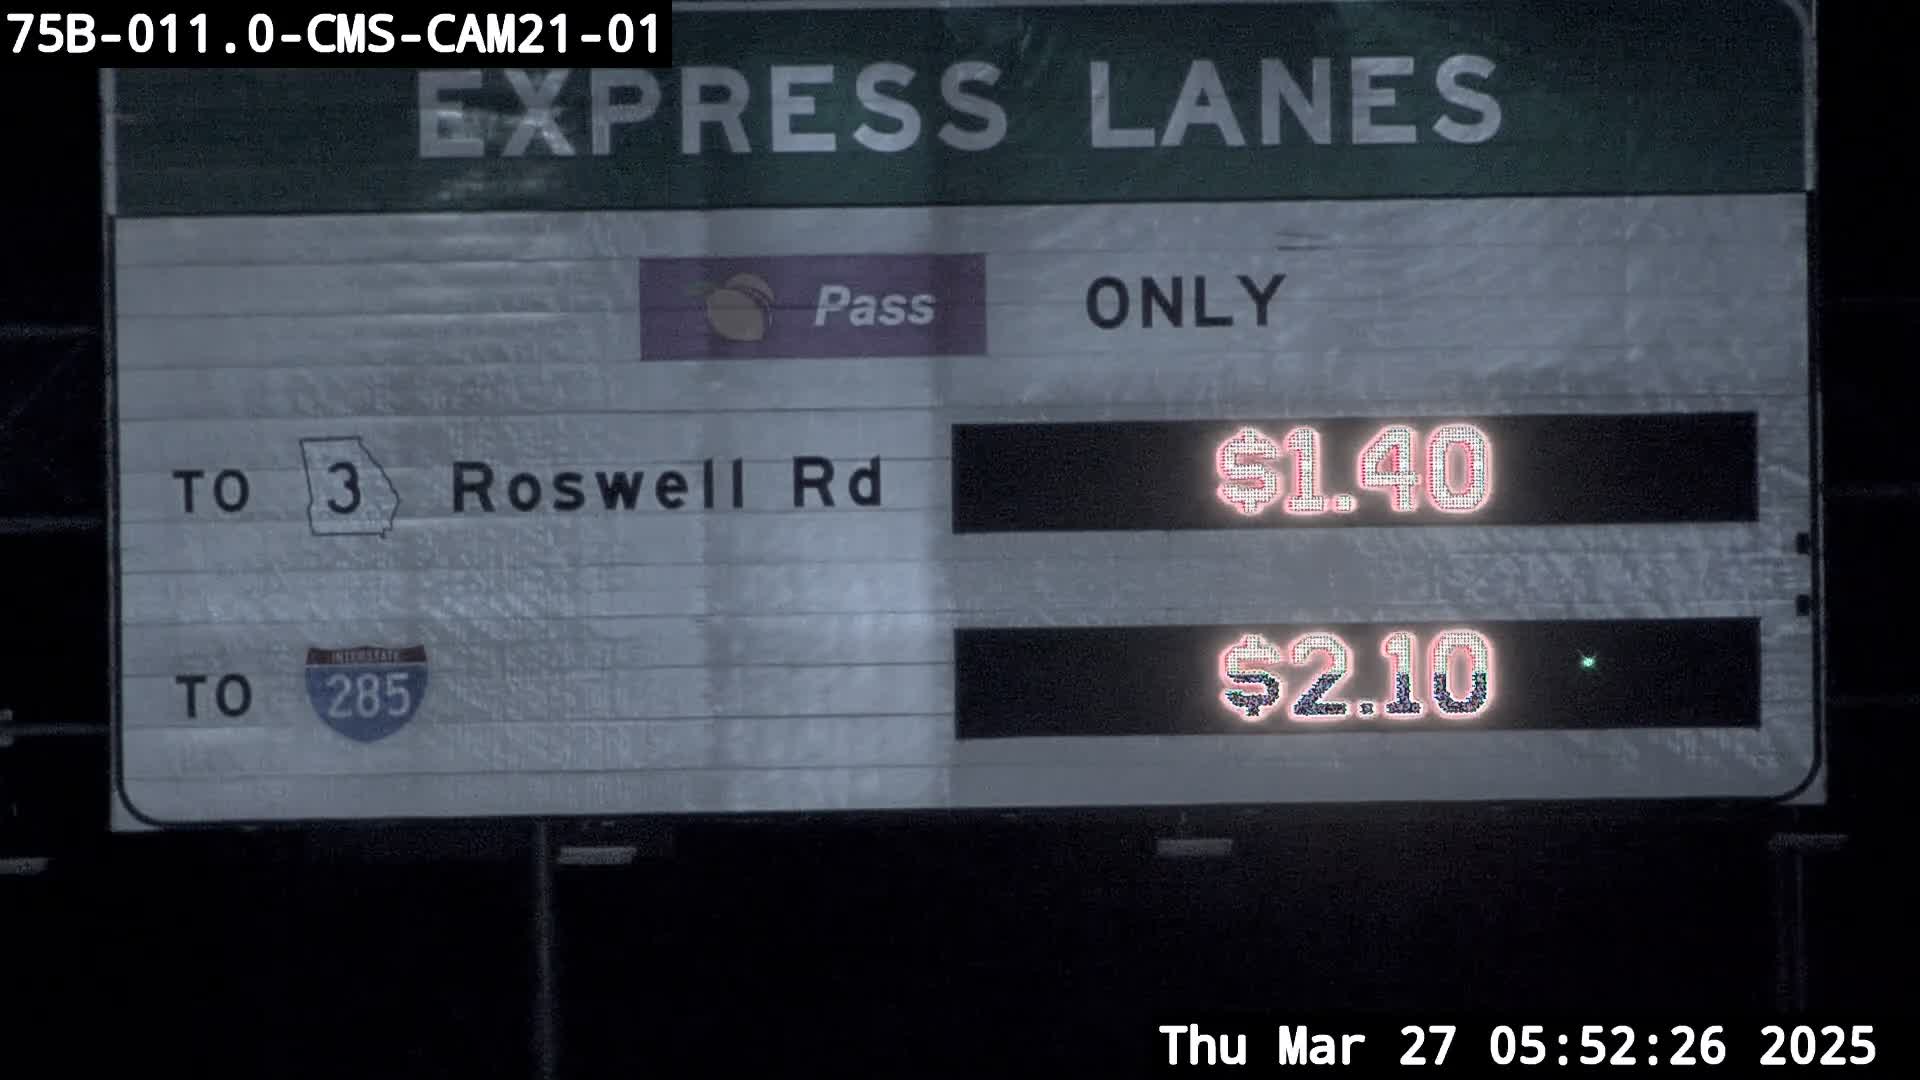 75B-011.0-CMS-CAM21-01
EXPRESS LANES
Pass ONLY
TO 3 Roswell Rd $1.40
INTERSTATE
TO 285 $2.10
Thu Mar 27 05:52:26 2025